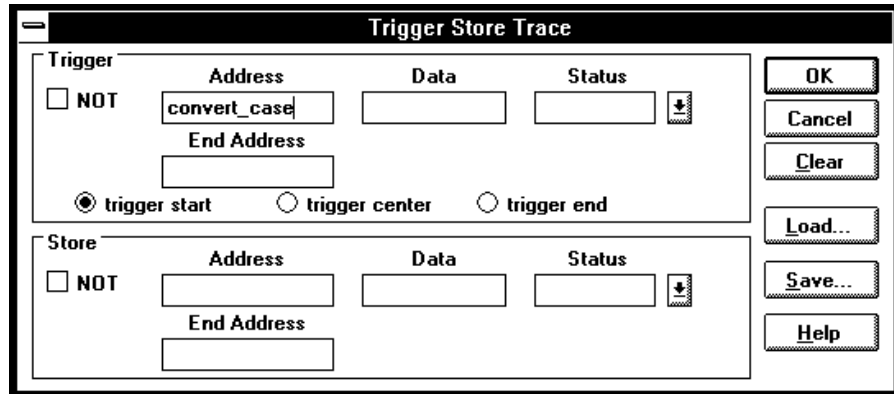 Trigger Store Trace
Trigger
Address Data Status
NOT
convert_case
End Address
trigger start trigger center trigger end
Store
Address Data Status
NOT
End Address
OK
Cancel
Clear
Load...
Save...
Help